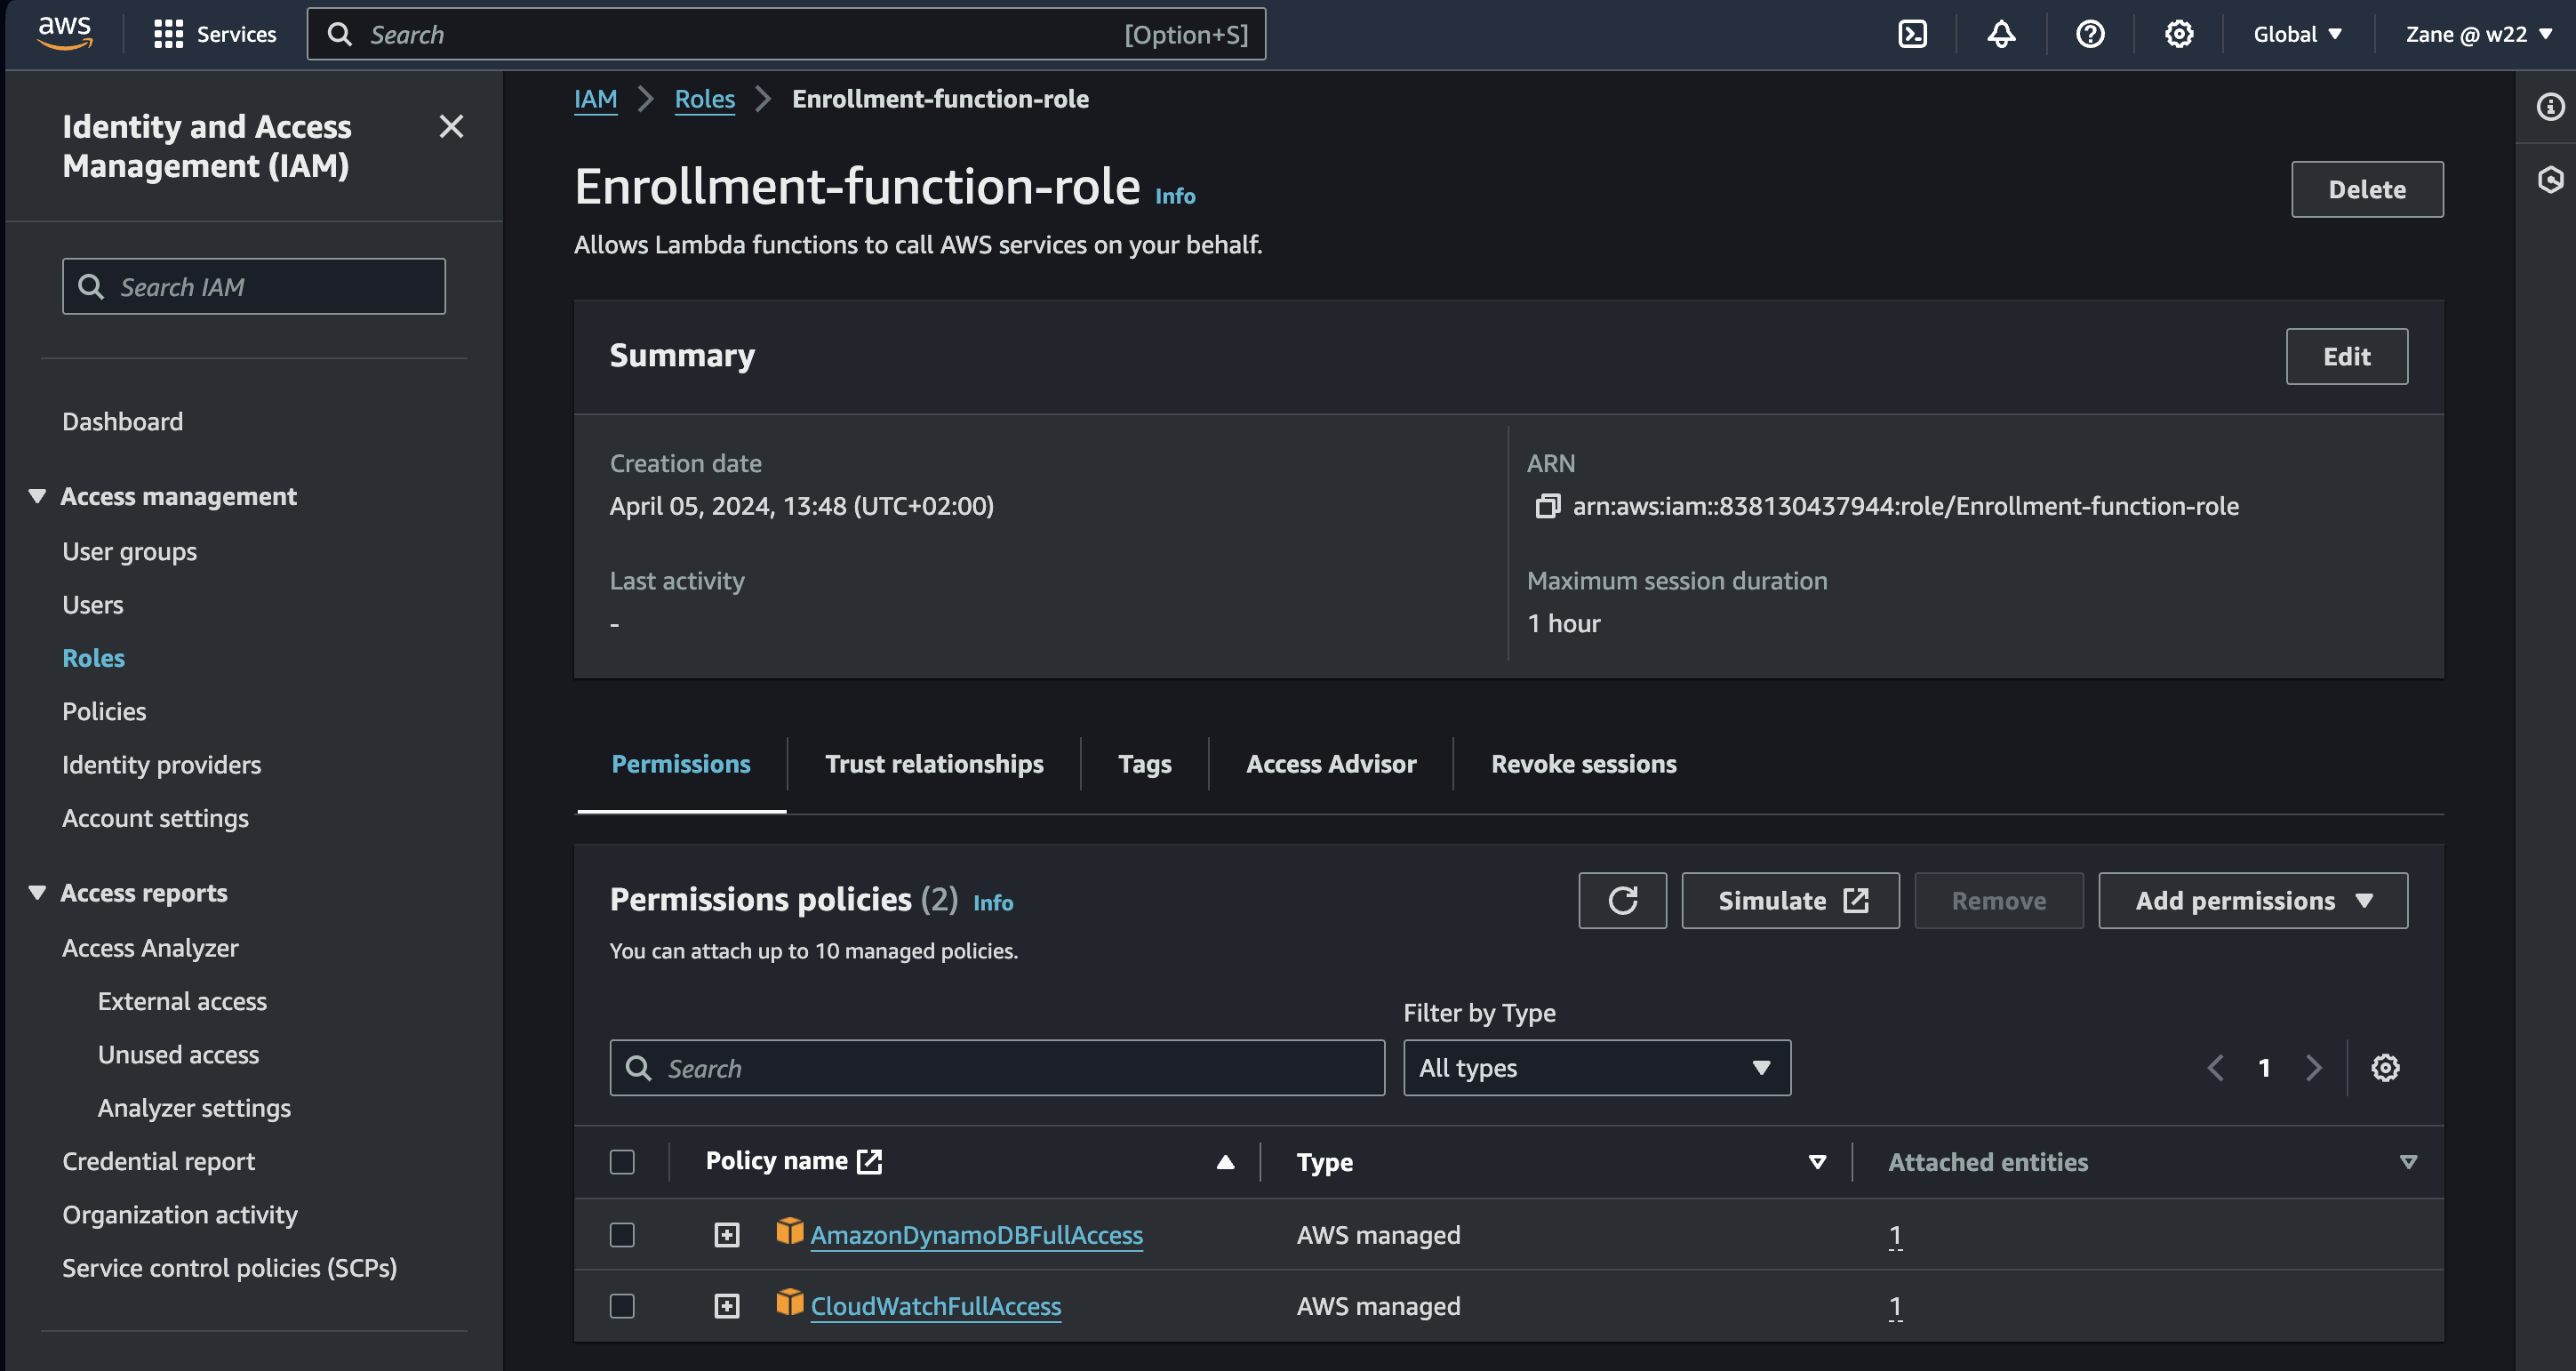 aws
Services
Search [Option+S]
Global
Zane @ w22
Identity and Access
Management (IAM)
Search IAM
Dashboard
Access management
User groups
Users
Roles
Policies
Identity providers
Account settings
Access reports
Access Analyzer
External access
Unused access
Analyzer settings
Credential report
Organization activity
Service control policies (SCPs)
IAM Roles Enrollment-function-role
Enrollment-function-role Info
Delete
Allows Lambda functions to call AWS services on your behalf.
Summary
Edit
Creation date
April 05, 2024, 13:48 (UTC+02:00)
ARN
arn:aws:iam::838130437944:role/Enrollment-function-role
Last activity
-
Maximum session duration
1 hour
Permissions
Trust relationships
Tags
Access Advisor
Revoke sessions
Permissions policies (2) Info
Simulate
Remove
Add permissions
You can attach up to 10 managed policies.
Filter by Type
Search
All types
1
Policy name
Type
Attached entities
AmazonDynamoDBFullAccess AWS managed 1
CloudWatchFullAccess AWS managed 1